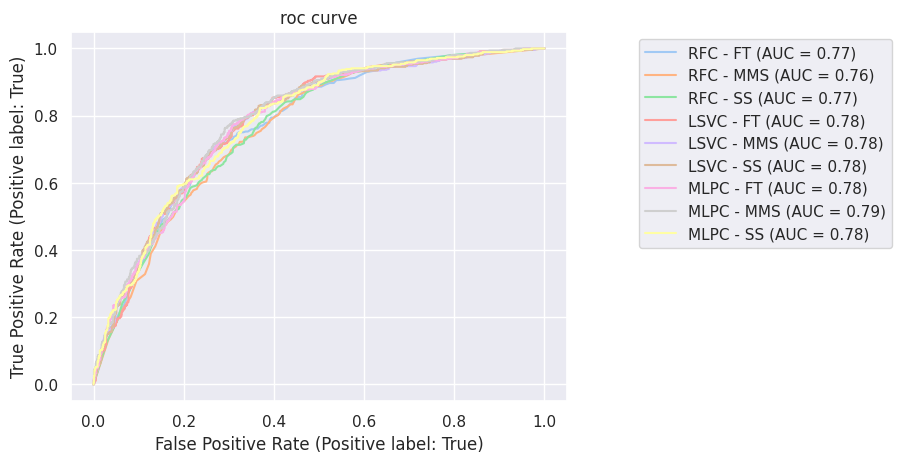 roc curve
True Positive Rate (Positive label: True)
1.0
0.8
0.6
0.4
0.2
0.0
0.0 0.2 0.4 0.6 0.8 1.0
False Positive Rate (Positive label: True)
RFC - FT (AUC = 0.77)
RFC - MMS (AUC = 0.76)
RFC - SS (AUC = 0.77)
LSVC - FT (AUC = 0.78)
LSVC - MMS (AUC = 0.78)
LSVC - SS (AUC = 0.78)
MLPC - FT (AUC = 0.78)
MLPC - MMS (AUC = 0.79)
MLPC - SS (AUC = 0.78)